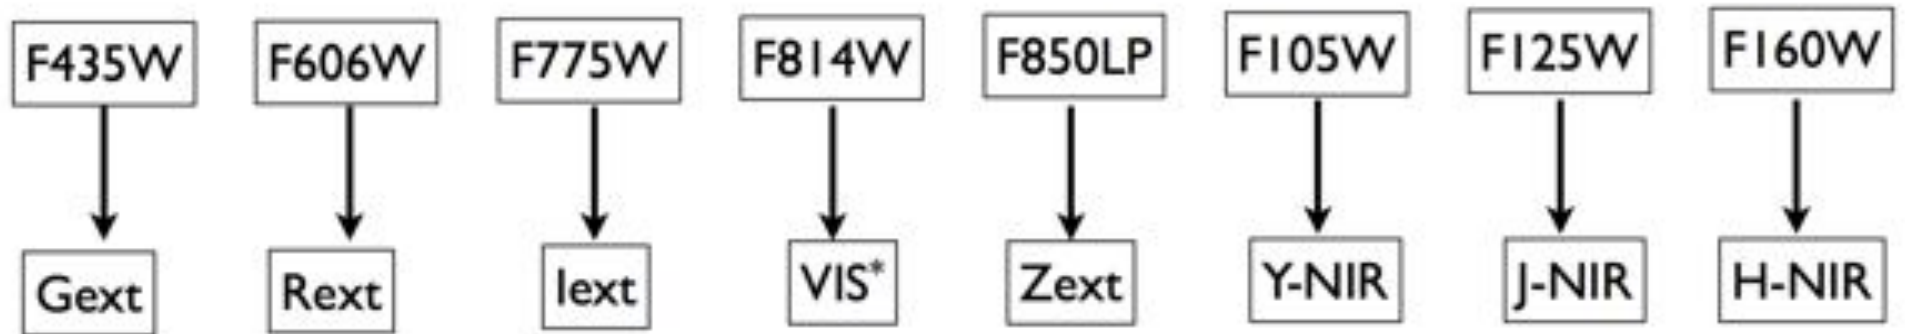 F435W F606W F775W F814W F850LP F105W F125W F160W
Gext Rext Iext VIS* Zext Y-NIR J-NIR H-NIR